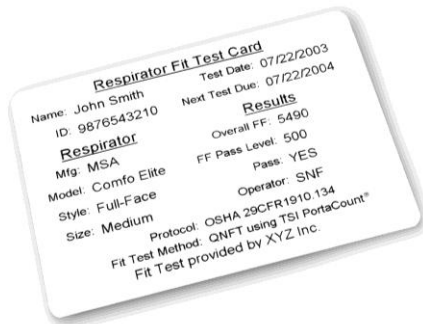 Respirator Fit Test Card
Name: John Smith
ID: 9876543210
Test Date: 07/22/2003
Next Test Due: 07/22/2004
Respirator
Mfg: MSA
Model: Comfo Elite
Style: Full-Face
Size: Medium
Results
Overall FF: 5490
FF Pass Level: 500
Pass: YES
Operator: SNF
Protocol: OSHA 29CFR1910.134
Fit Test Method: QNFT using TSI PortaCount®
Fit Test provided by XYZ Inc.